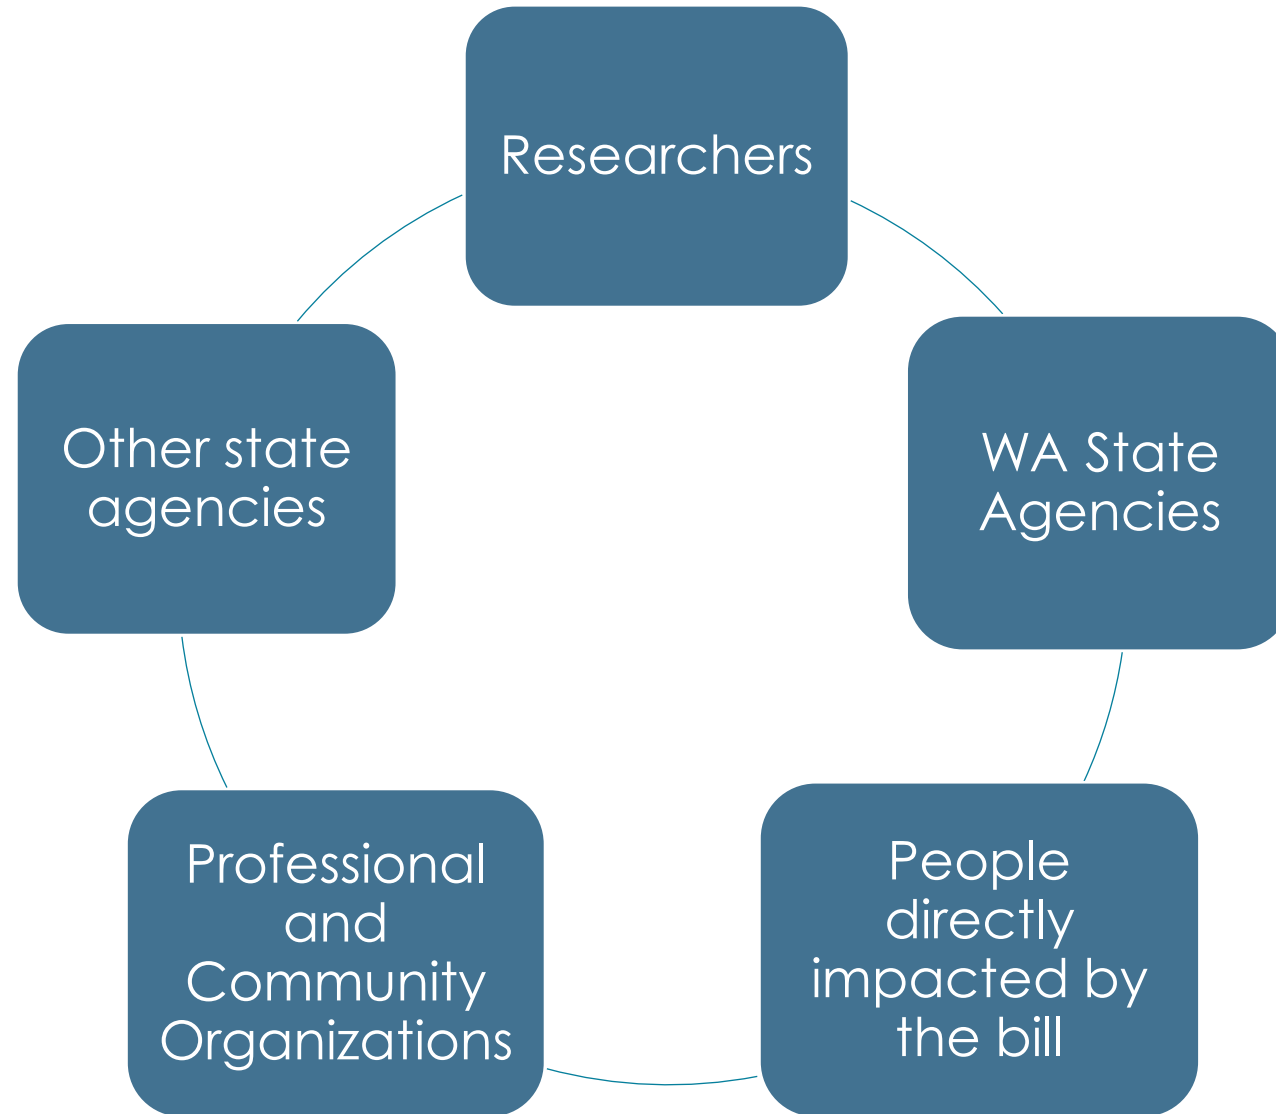 Researchers
Other state
agencies
WA State
Agencies
Professional
and
Community
Organizations
People
directly
impacted by
the bill